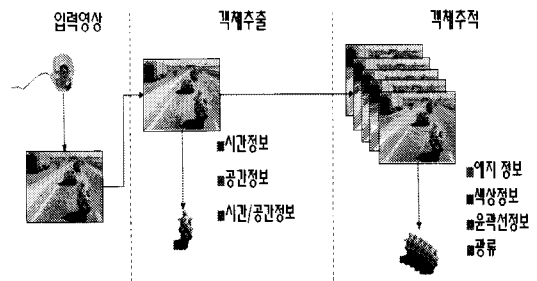 입력영상
객체추출
객체추적
■시간정보
■공간정보
■시간/공간정보
■에지 정보
■색상정보
■윤곽선정보
■광류